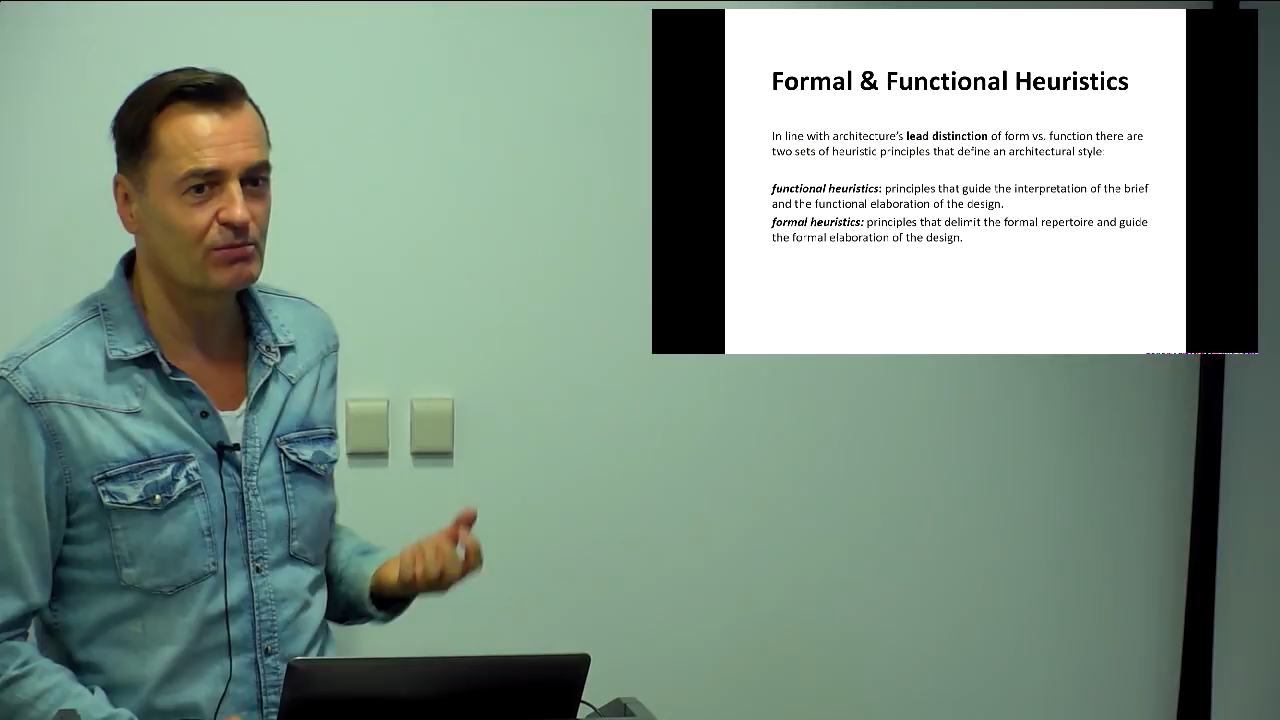 Formal & Functional Heuristics
In line with architecture's lead distinction of form vs. function there are
two sets of heuristic principles that define an architectural style:
functional heuristics: principles that guide the interpretation of the brief
and the functional elaboration of the design.
formal heuristics: principles that delimit the formal repertoire and guide
the formal elaboration of the design.